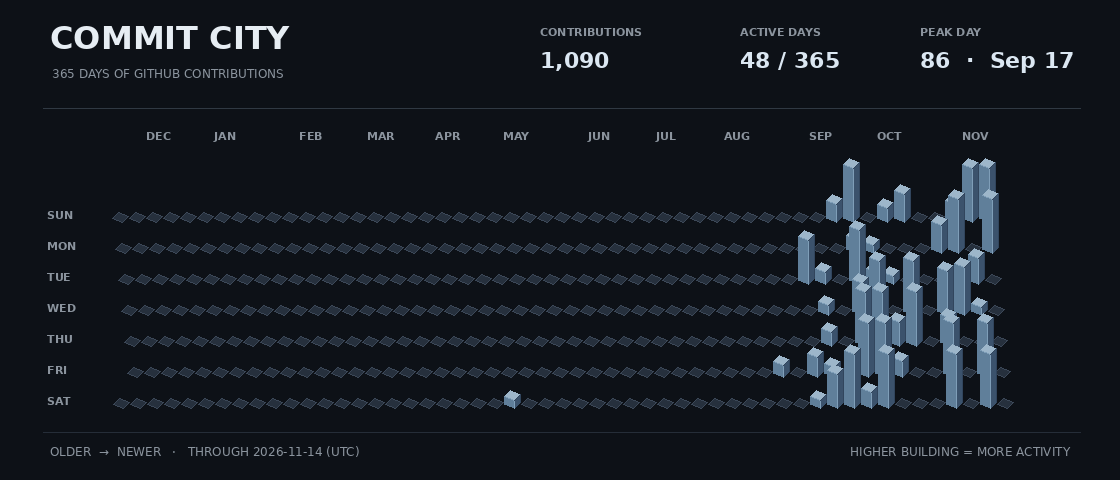 COMMIT CITY
365 DAYS OF GITHUB CONTRIBUTIONS
CONTRIBUTIONS
1,090
ACTIVE DAYS
48 / 365
PEAK DAY
86 · Sep 17
DEC JAN FEB MAR APR MAY JUN JUL AUG SEP OCT NOV
SUN
MON
TUE
WED
THU
FRI
SAT
OLDER → NEWER · THROUGH 2026-11-14 (UTC)
HIGHER BUILDING = MORE ACTIVITY